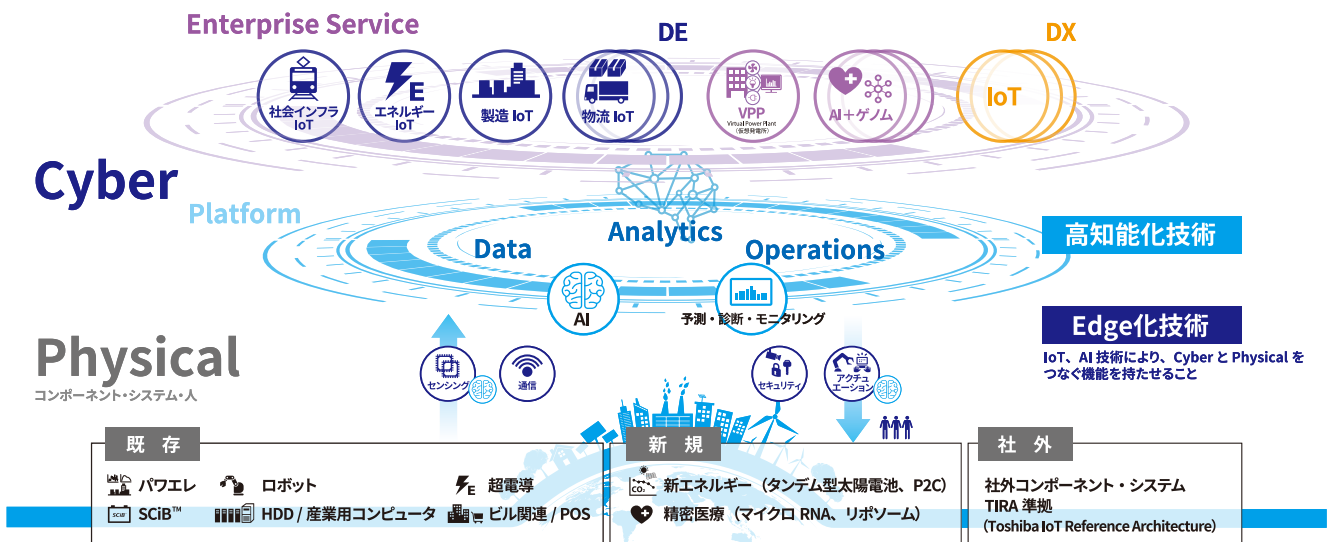 Enterprise Service
DE
DX
社会インフラ
IoT
E
エネルギー
IoT
製造 IoT
物流 IoT
VPP
Virtual Power Plant
(仮想発電所)
AI＋ゲノム
IoT
Cyber
Platform
Data
Analytics
Operations
高知能化技術
AI
予測・診断・モニタリング
Edge化技術
IoT、AI 技術により、Cyber と Physical を
つなぐ機能を持たせること
Physical
コンポーネント・システム・人
センシング
通信
セキュリティ
アクチュ
エーション
既 存
パワエレ
ロボット
E
超電導
SCiB
SCiB™
HDD / 産業用コンピュータ
ビル関連 / POS
新 規
CO₂
新エネルギー（タンデム型太陽電池、P2C）
精密医療（マイクロ RNA、リポソーム）
社 外
社外コンポーネント・システム
TIRA 準拠
（Toshiba IoT Reference Architecture）